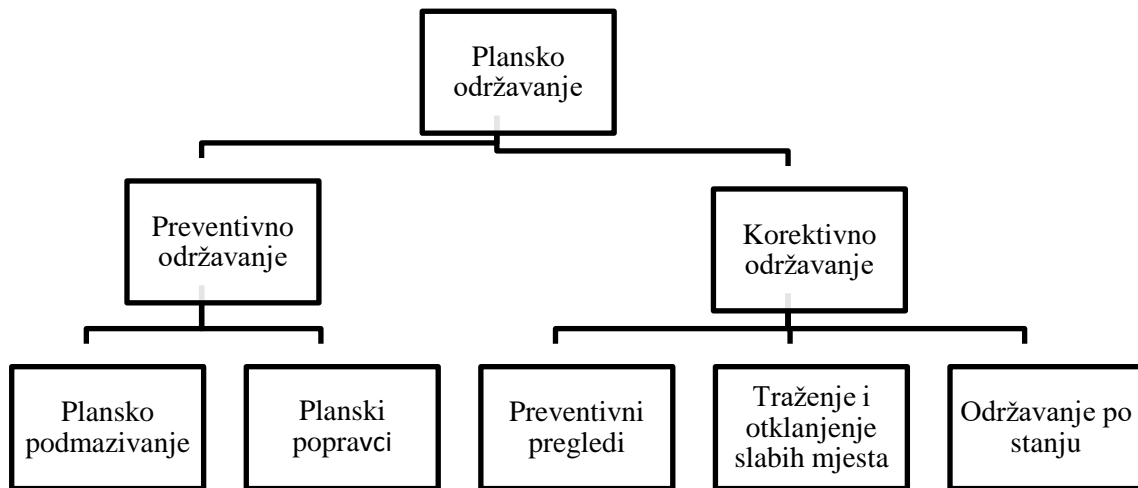 Plansko
održavanje
Preventivno
održavanje
Korektivno
održavanje
Plansko
podmazivanje
Planski
popravci
Preventivni
pregledi
Traženje i
otklanjenje
slabih mjesta
Održavanje po
stanju